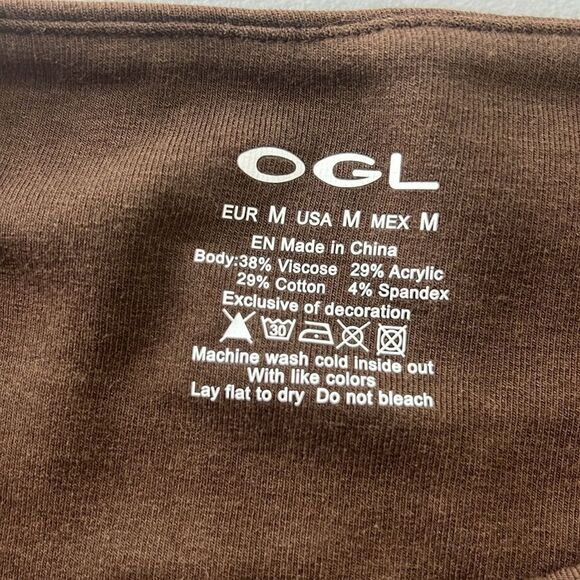 OGL
EUR M USA M MEX M
EN Made in China
Body:38% Viscose 29% Acrylic
29% Cotton 4% Spandex
Exclusive of decoration
30
Machine wash cold inside out
With like colors
Lay flat to dry Do not bleach